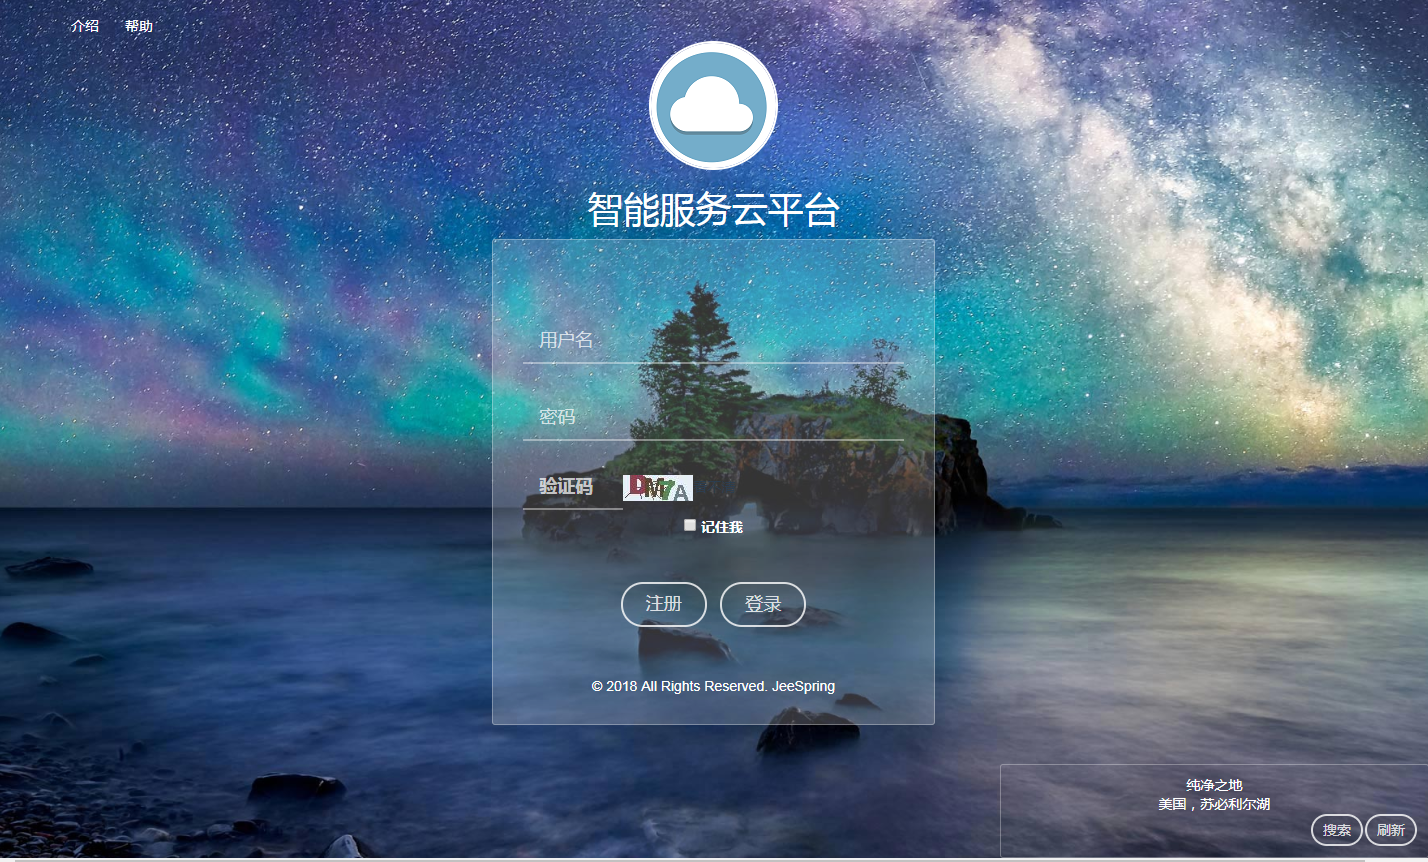 介绍 帮助
智能服务云平台
用户名
密码
验证码 DM7A
记住我
注册 登录
© 2018 All Rights Reserved. JeeSpring
纯净之地
美国，苏必利尔湖
搜索 刷新